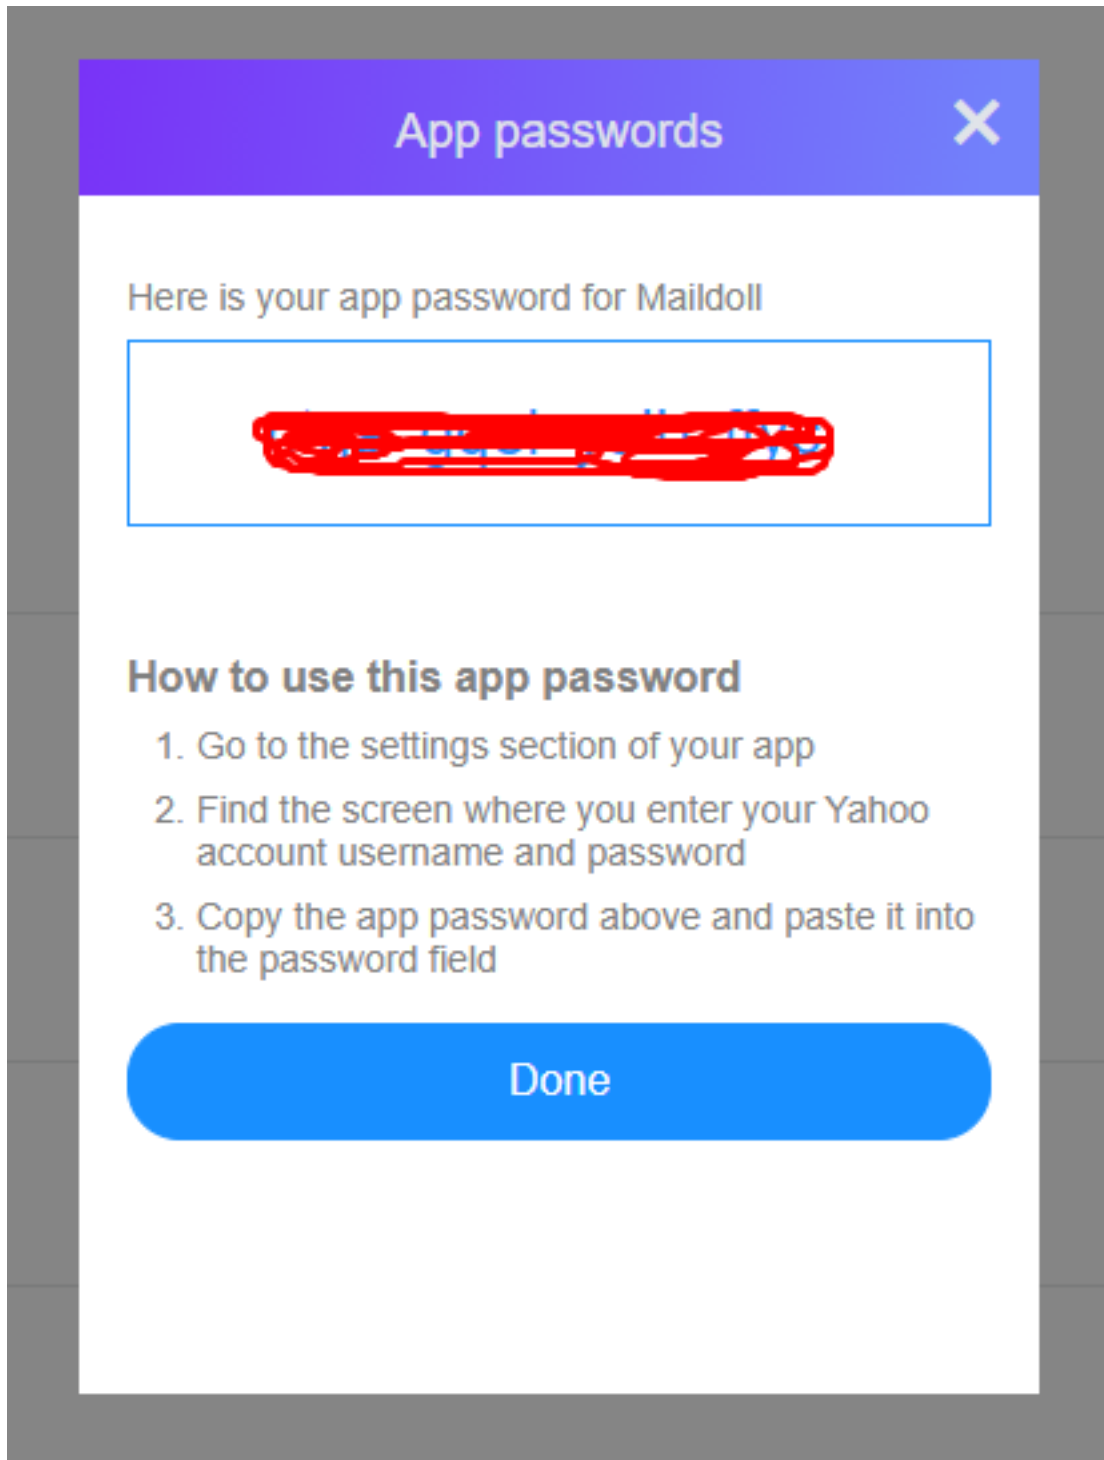 App passwords
Here is your app password for Maildoll
How to use this app password
1. Go to the settings section of your app
2. Find the screen where you enter your Yahoo
account username and password
3. Copy the app password above and paste it into
the password field
Done